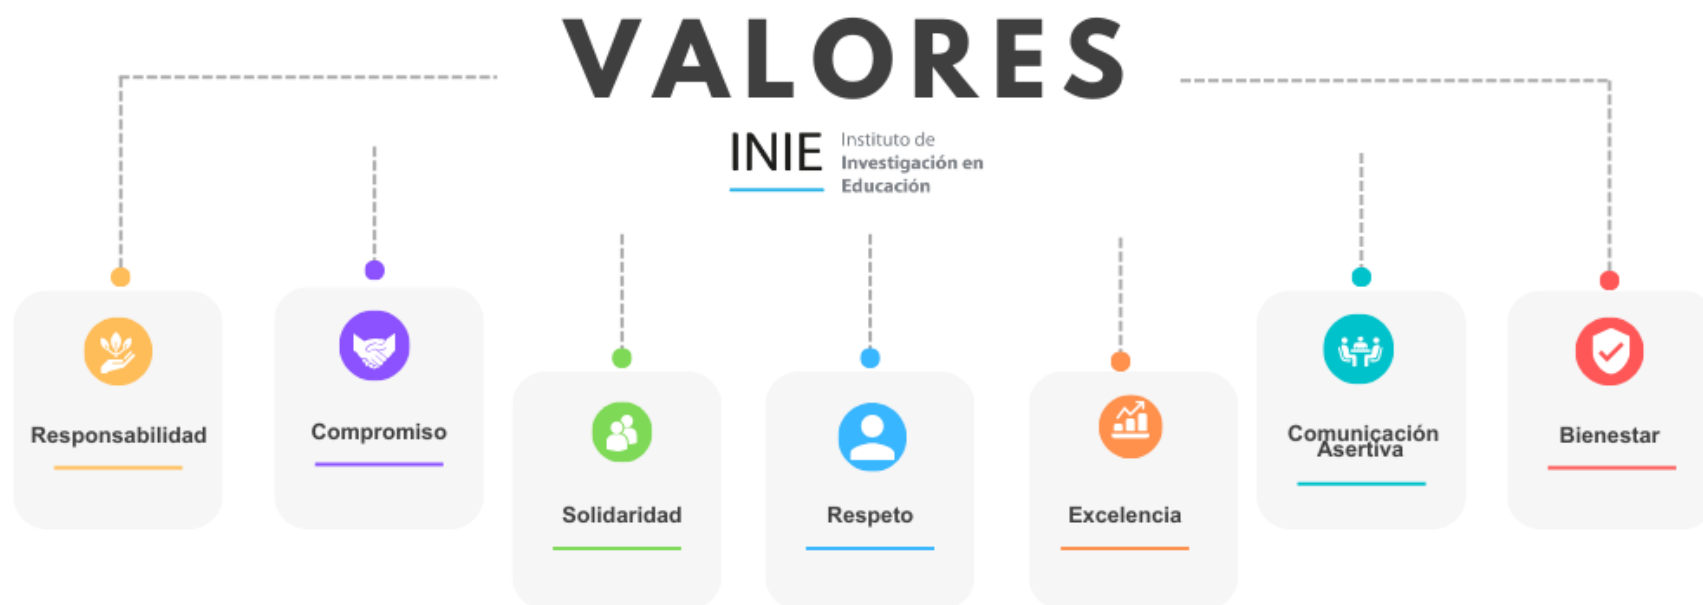 VALORES
INIE
Instituto de
Investigación en
Educación
Responsabilidad
Compromiso
Solidaridad
Respeto
Excelencia
Comunicación
Asertiva
Bienestar